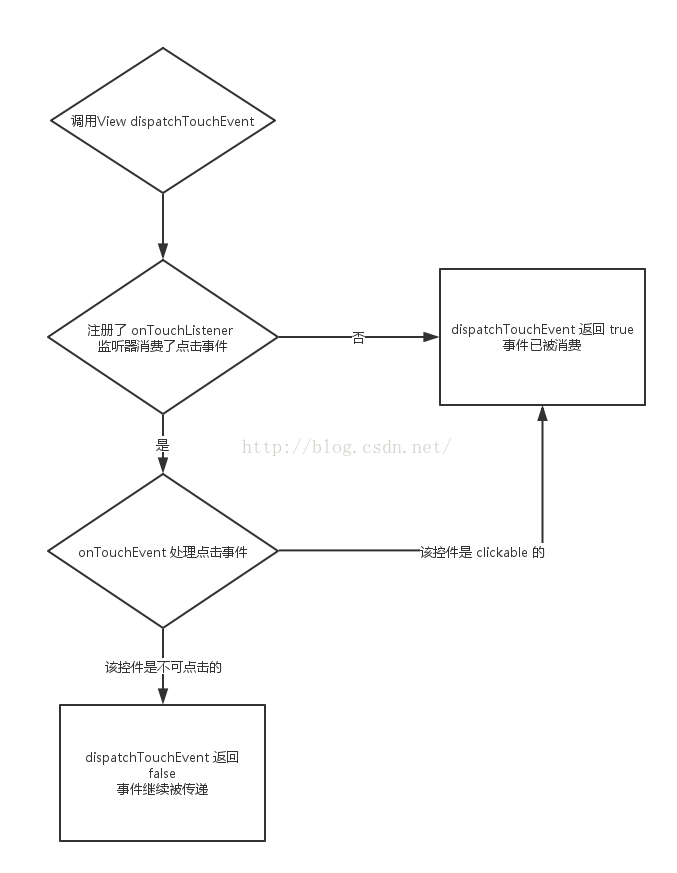 调用View dispatchTouchEvent
注册了 onTouchListener
监听器消费了点击事件
否
dispatchTouchEvent 返回 true
事件已被消费
是
http://blog.csdn.net/
onTouchEvent 处理点击事件
该控件是 clickable 的
该控件是不可点击的
dispatchTouchEvent 返回
false
事件继续被传递